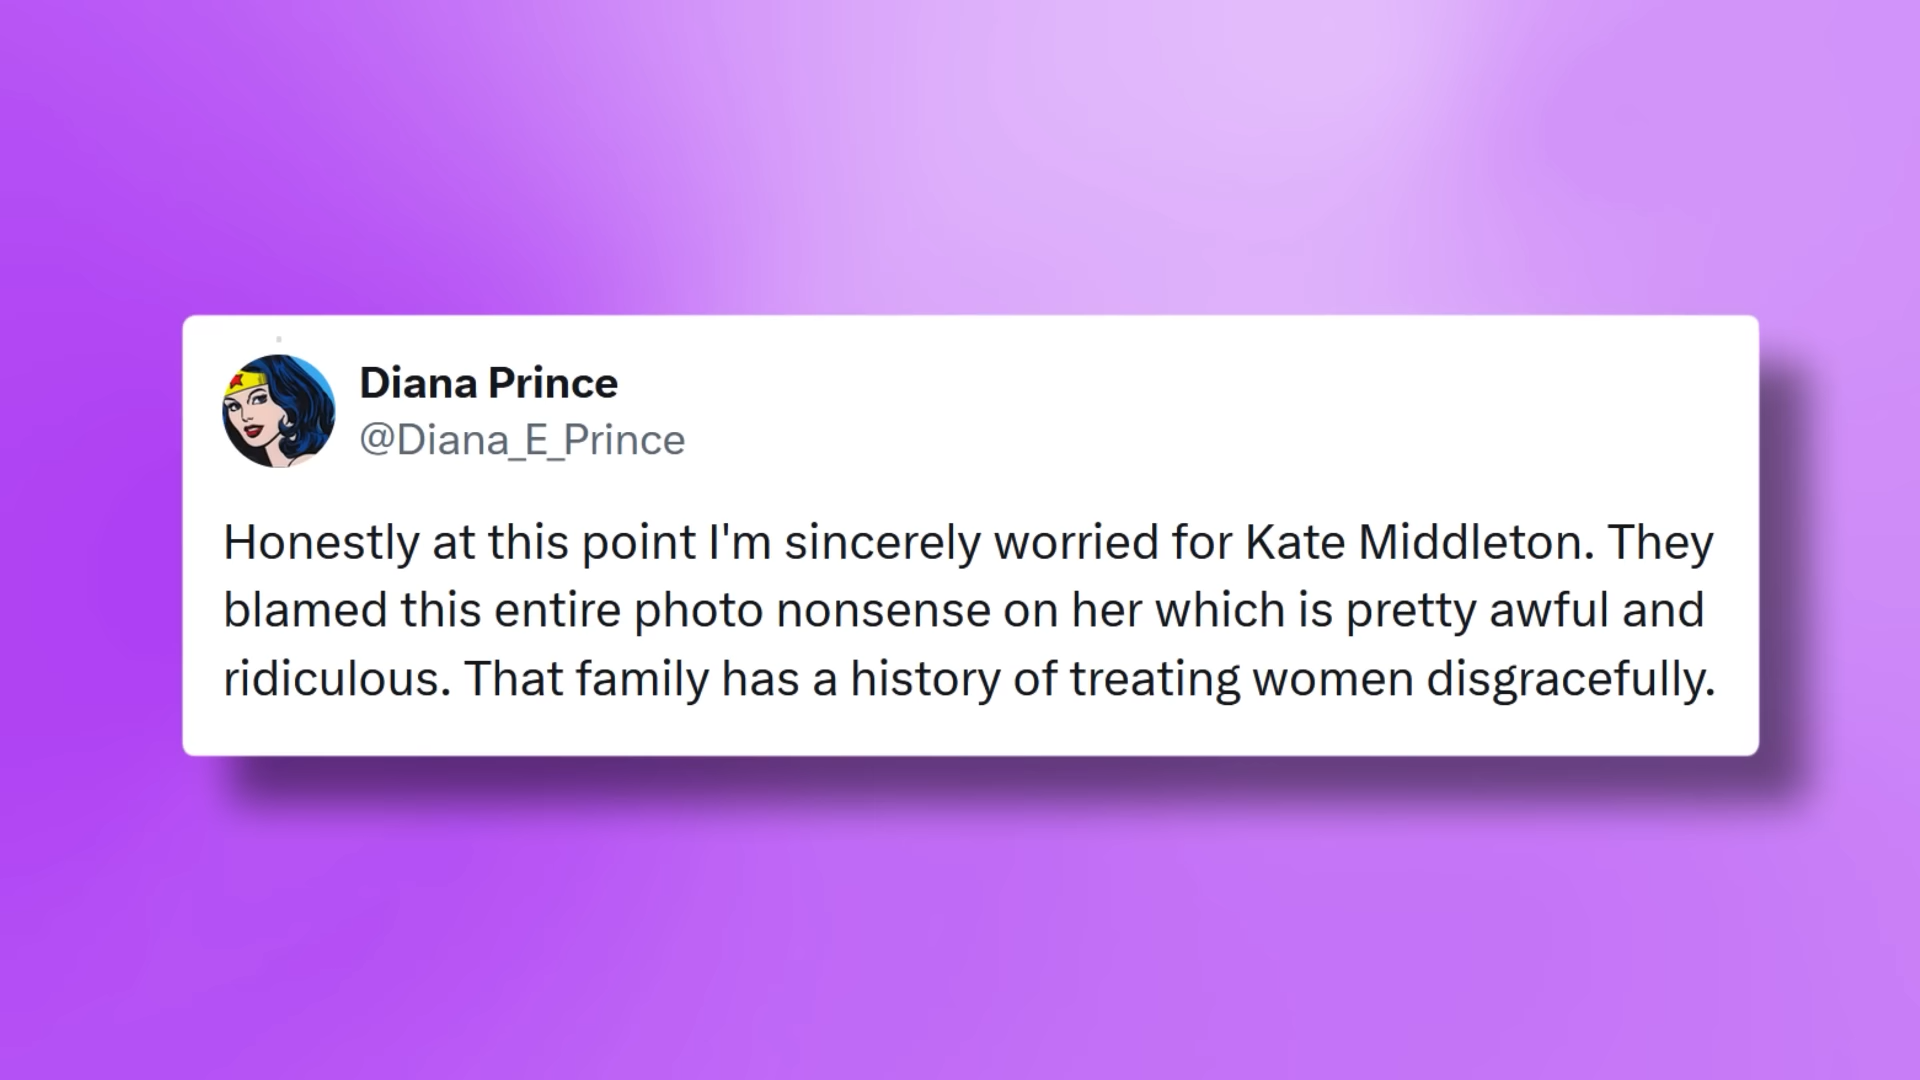 Diana Prince
@Diana_E_Prince
Honestly at this point I'm sincerely worried for Kate Middleton. They
blamed this entire photo nonsense on her which is pretty awful and
ridiculous. That family has a history of treating women disgracefully.